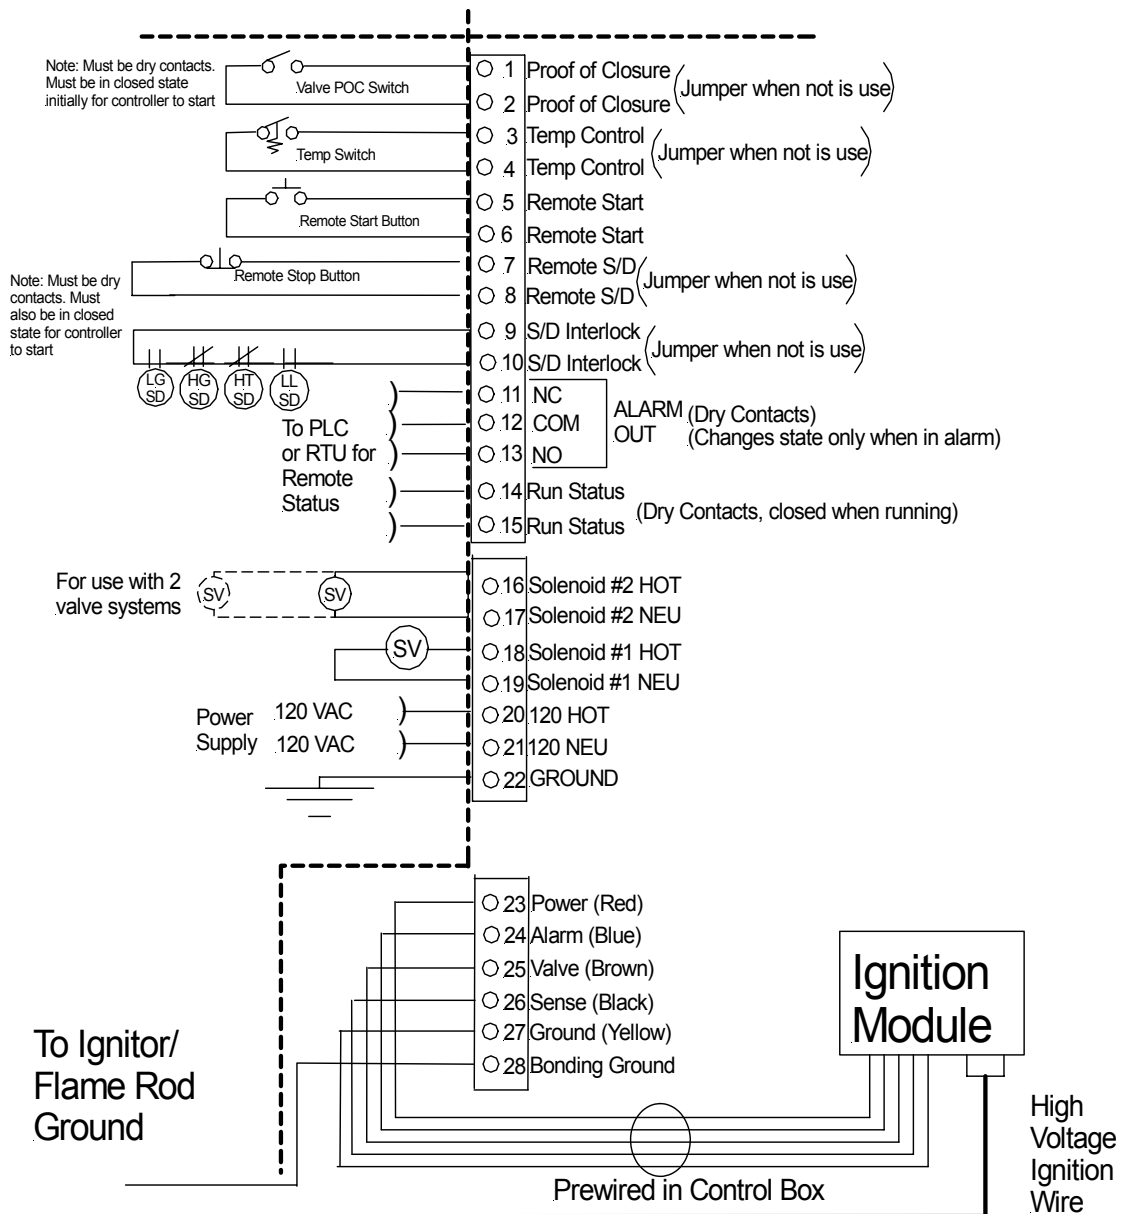 Note: Must be dry contacts.
Must be in closed state
initially for controller to start
Valve POC Switch
1 Proof of Closure
2 Proof of Closure
(Jumper when not is use)
Temp Switch
3 Temp Control
4 Temp Control
(Jumper when not is use)
Remote Start Button
5 Remote Start
6 Remote Start
Remote Stop Button
7 Remote S/D
8 Remote S/D
(Jumper when not is use)
Note: Must be dry
contacts. Must
also be in closed
state for controller
to start
9 S/D Interlock
10 S/D Interlock
(Jumper when not is use)
LG
SD
HG
SD
HT
SD
LL
SD
To PLC
or RTU for
Remote
Status
11 NC
12 COM
13 NO
ALARM
OUT
(Dry Contacts)
(Changes state only when in alarm)
14 Run Status
15 Run Status
(Dry Contacts, closed when running)
For use with 2
valve systems
SV
SV
16 Solenoid #2 HOT
17 Solenoid #2 NEU
SV
18 Solenoid #1 HOT
19 Solenoid #1 NEU
Power
Supply
120 VAC
120 VAC
20 120 HOT
21 120 NEU
22 GROUND
23 Power (Red)
24 Alarm (Blue)
25 Valve (Brown)
26 Sense (Black)
27 Ground (Yellow)
28 Bonding Ground
Ignition
Module
To Ignitor/
Flame Rod
Ground
High
Voltage
Ignition
Wire
Prewired in Control Box